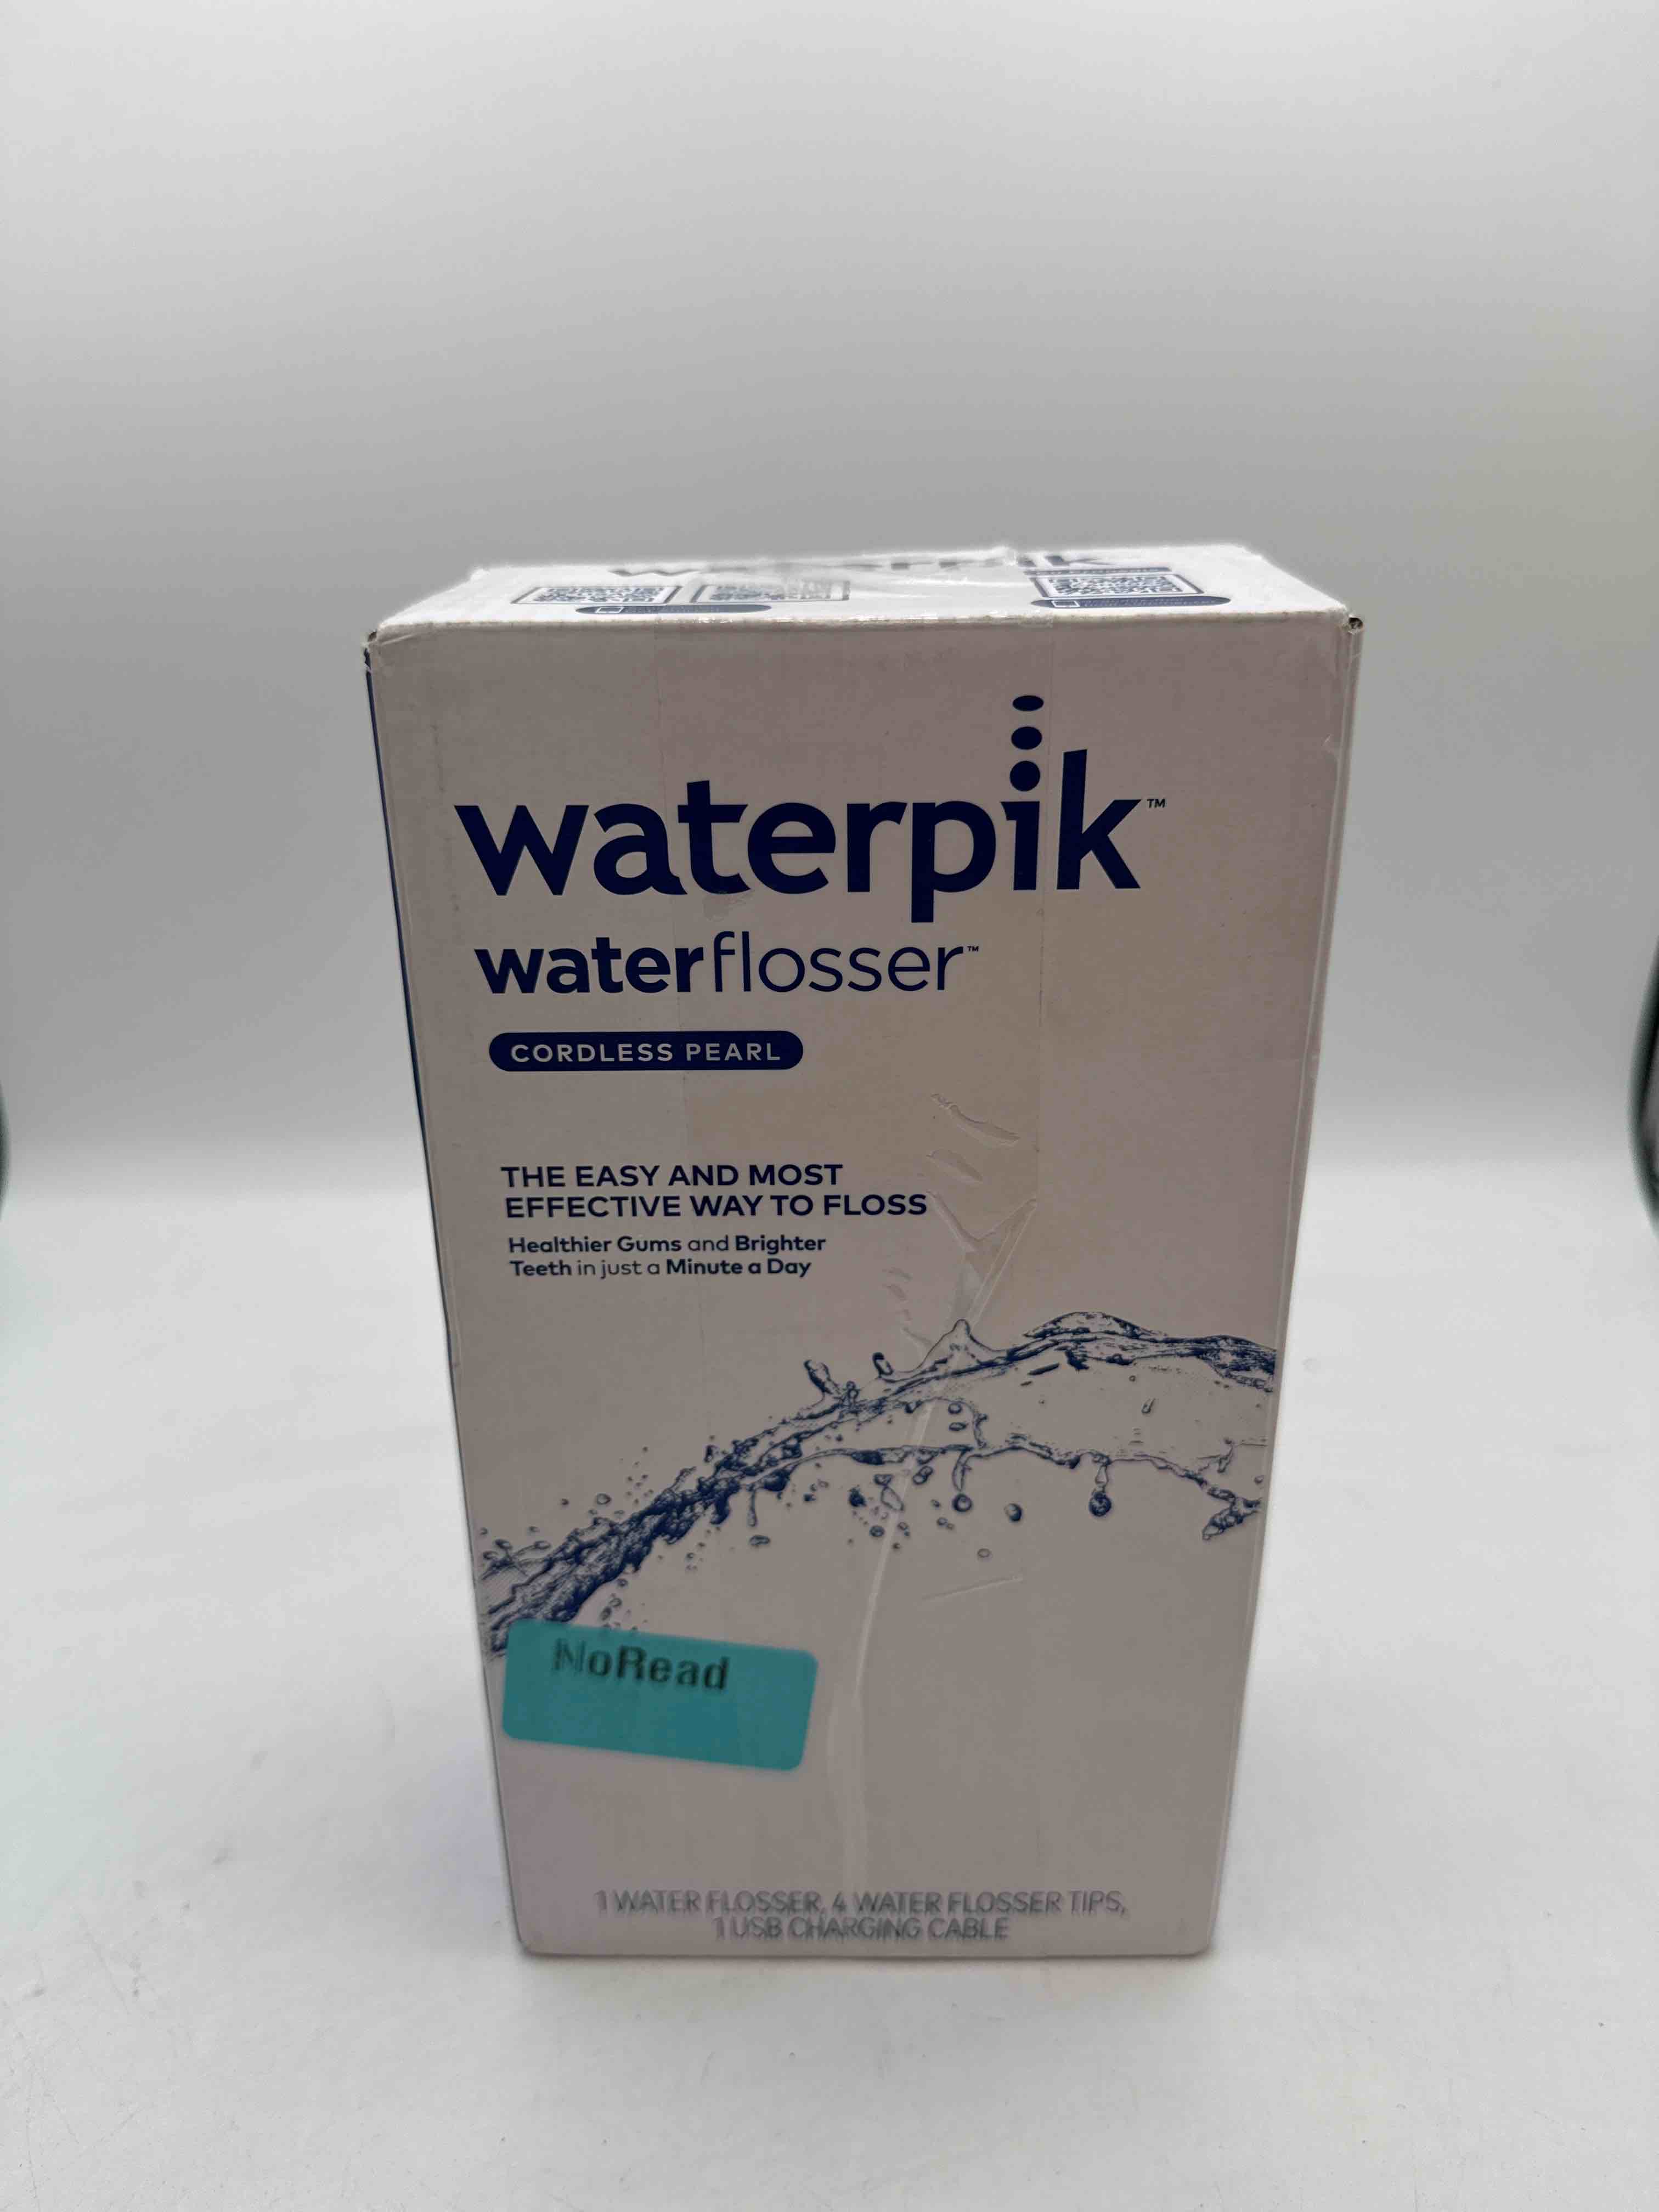 waterpik™
waterflosser™
CORDLESS PEARL
THE EASY AND MOST
EFFECTIVE WAY TO FLOSS
Healthier Gums and Brighter
Teeth in just a Minute a Day
NoRead
1 WATER FLOSSER, 4 WATER FLOSSER TIPS,
1 USB CHARGING CABLE